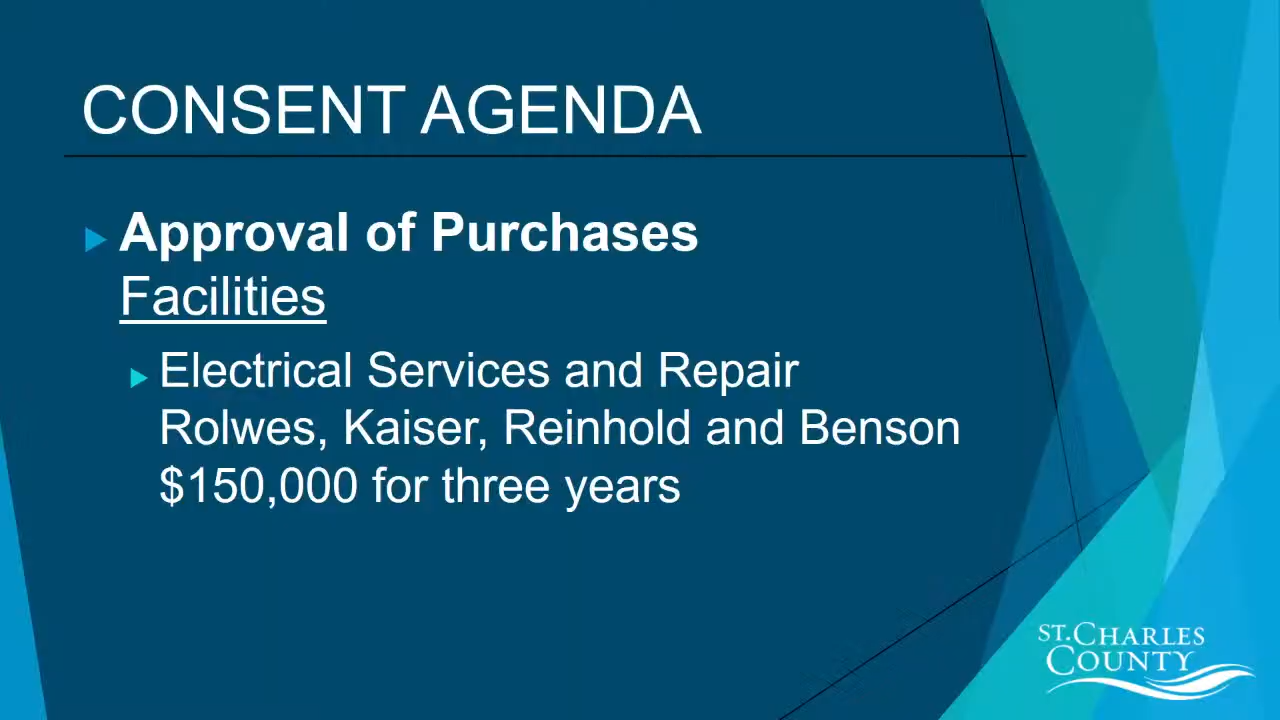 CONSENT AGENDA
Approval of Purchases
Facilities
Electrical Services and Repair
Rolwes, Kaiser, Reinhold and Benson
$150,000 for three years
ST. CHARLES
COUNTY